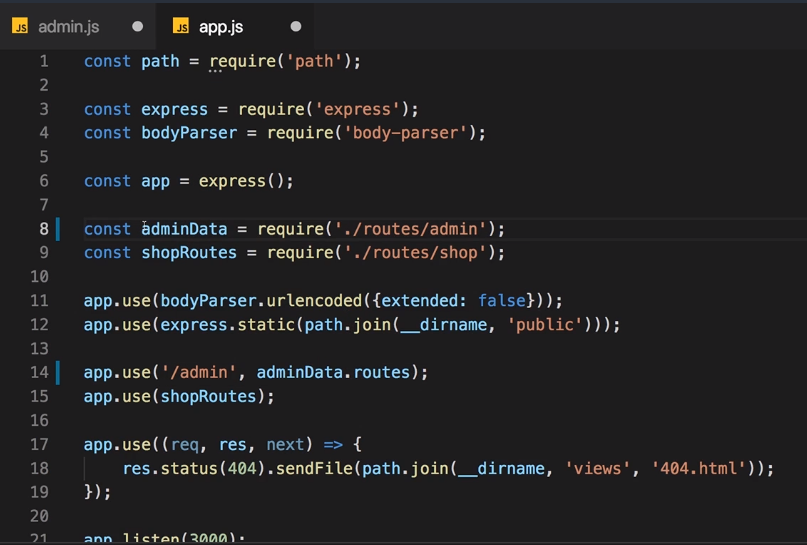 JS admin.js ● JS app.js ●
1 const path = require('path');
2
3 const express = require('express');
4 const bodyParser = require('body-parser');
5
6 const app = express();
7
8 const adminData = require('./routes/admin');
9 const shopRoutes = require('./routes/shop');
10
11 app.use(bodyParser.urlencoded({extended: false}));
12 app.use(express.static(path.join(__dirname, 'public')));
13
14 app.use('/admin', adminData.routes);
15 app.use(shopRoutes);
16
17 app.use((req, res, next) => {
18 res.status(404).sendFile(path.join(__dirname, 'views', '404.html'));
19 });
20
21 app.listen(3000);